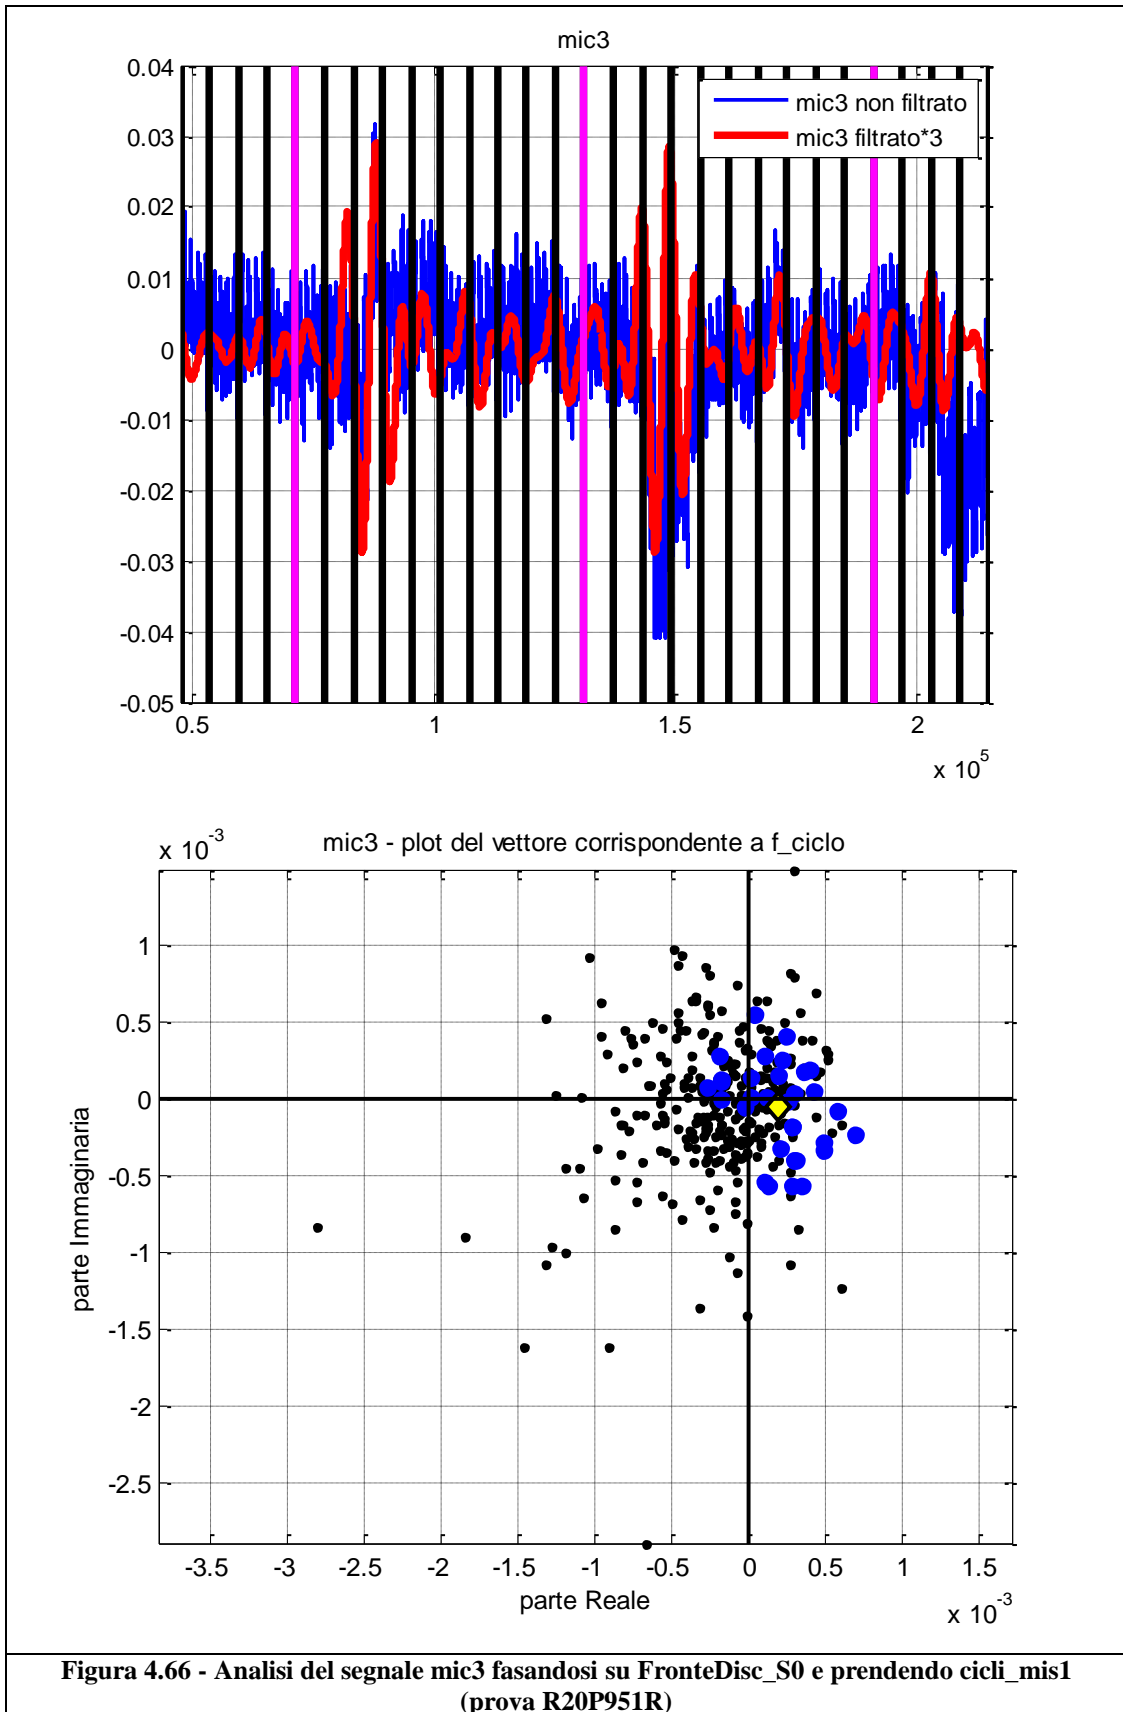 mic3
0.04
0.03
0.02
0.01
0
-0.01
-0.02
-0.03
-0.04
-0.05
mic3 non filtrato
mic3 filtrato*3
0.5 1 1.5 2
x 10^5
mic3 - plot del vettore corrispondente a f_ciclo
x 10^-3
1
0.5
0
-0.5
-1
-1.5
-2
-2.5
parte Immaginaria
-3.5 -3 -2.5 -2 -1.5 -1 -0.5 0 0.5 1 1.5
parte Reale
x 10^-3
Figura 4.66 - Analisi del segnale mic3 fasandosi su FronteDisc_S0 e prendendo cicli_mis1
(prova R20P951R)